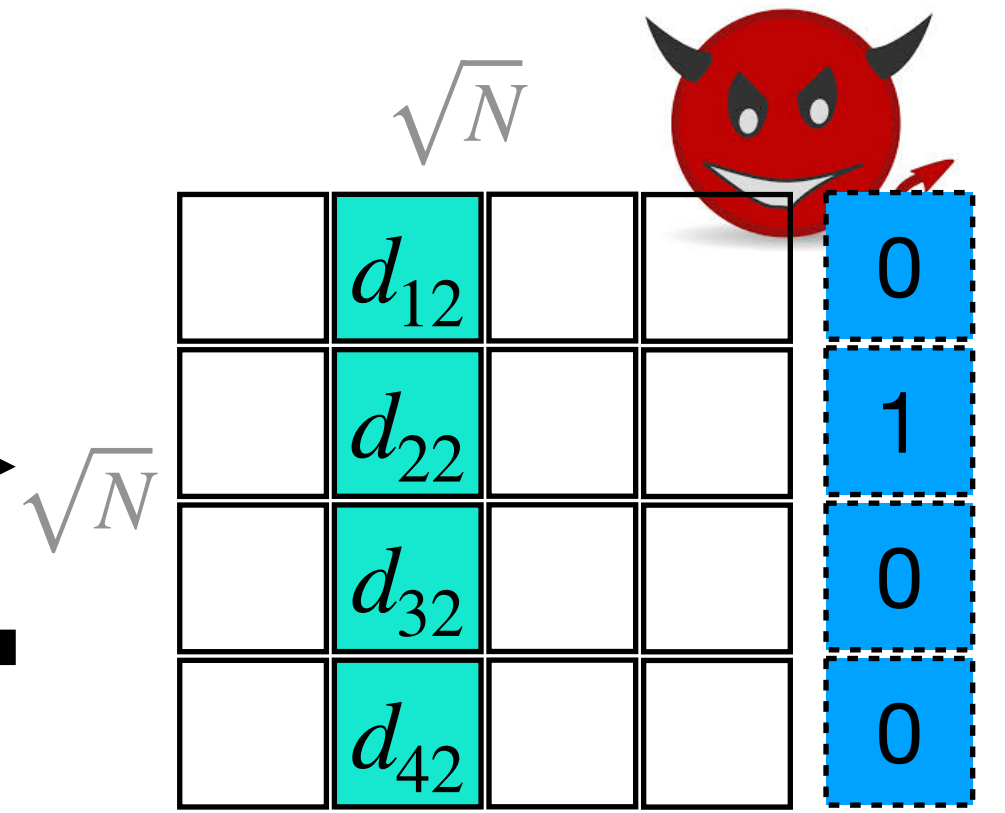 √N
d₁₂ 0
√N
d₂₂ 1
d₃₂ 0
d₄₂ 0